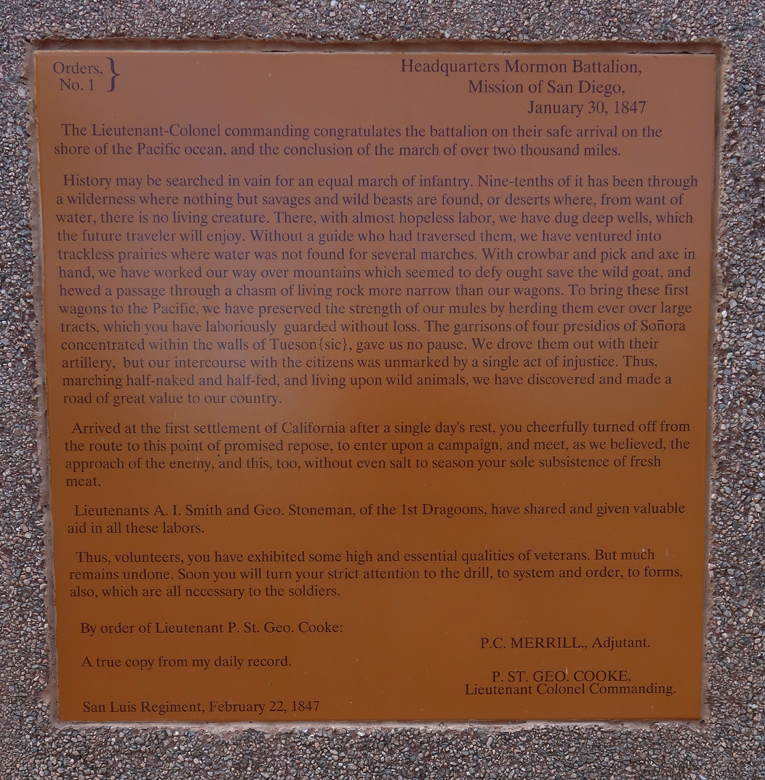 Orders, } Headquarters Mormon Battalion,
No. 1 Mission of San Diego,
January 30, 1847
The Lieutenant-Colonel commanding congratulates the battalion on their safe arrival on the
shore of the Pacific ocean, and the conclusion of the march of over two thousand miles.
History may be searched in vain for an equal march of infantry. Nine-tenths of it has been through
a wilderness where nothing but savages and wild beasts are found, or deserts where, from want of
water, there is no living creature. There, with almost hopeless labor, we have dug deep wells, which
the future traveler will enjoy. Without a guide who had traversed them, we have ventured into
trackless prairies where water was not found for several marches. With crowbar and pick and axe in
hand, we have worked our way over mountains which seemed to defy ought save the wild goat, and
hewed a passage through a chasm of living rock more narrow than our wagons. To bring these first
wagons to the Pacific, we have preserved the strength of our mules by herding them ever over large
tracts, which you have laboriously guarded without loss. The garrisons of four presidios of Soñora
concentrated within the walls of Tueson{sic}, gave us no pause. We drove them out with their
artillery, but our intercourse with the citizens was unmarked by a single act of injustice. Thus,
marching half-naked and half-fed, and living upon wild animals, we have discovered and made a
road of great value to our country.
Arrived at the first settlement of California after a single day's rest, you cheerfully turned off from
the route to this point of promised repose, to enter upon a campaign, and meet, as we believed, the
approach of the enemy, and this, too, without even salt to season your sole subsistence of fresh
meat.
Lieutenants A. I. Smith and Geo. Stoneman, of the 1st Dragoons, have shared and given valuable
aid in all these labors.
Thus, volunteers, you have exhibited some high and essential qualities of veterans. But much
remains undone. Soon you will turn your strict attention to the drill, to system and order, to forms,
also, which are all necessary to the soldiers.
By order of Lieutenant P. St. Geo. Cooke:
P.C. MERRILL., Adjutant.
A true copy from my daily record.
P. ST. GEO. COOKE,
Lieutenant Colonel Commanding.
San Luis Regiment, February 22, 1847